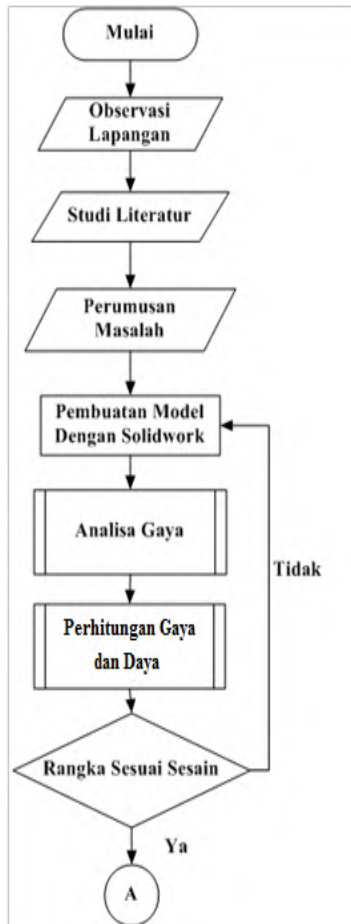 Mulai
Observasi
Lapangan
Studi Literatur
Perumusan
Masalah
Pembuatan Model
Dengan Solidwork
Analisa Gaya
Tidak
Perhitungan Gaya
dan Daya
Rangka Sesuai Sesain
Ya
A